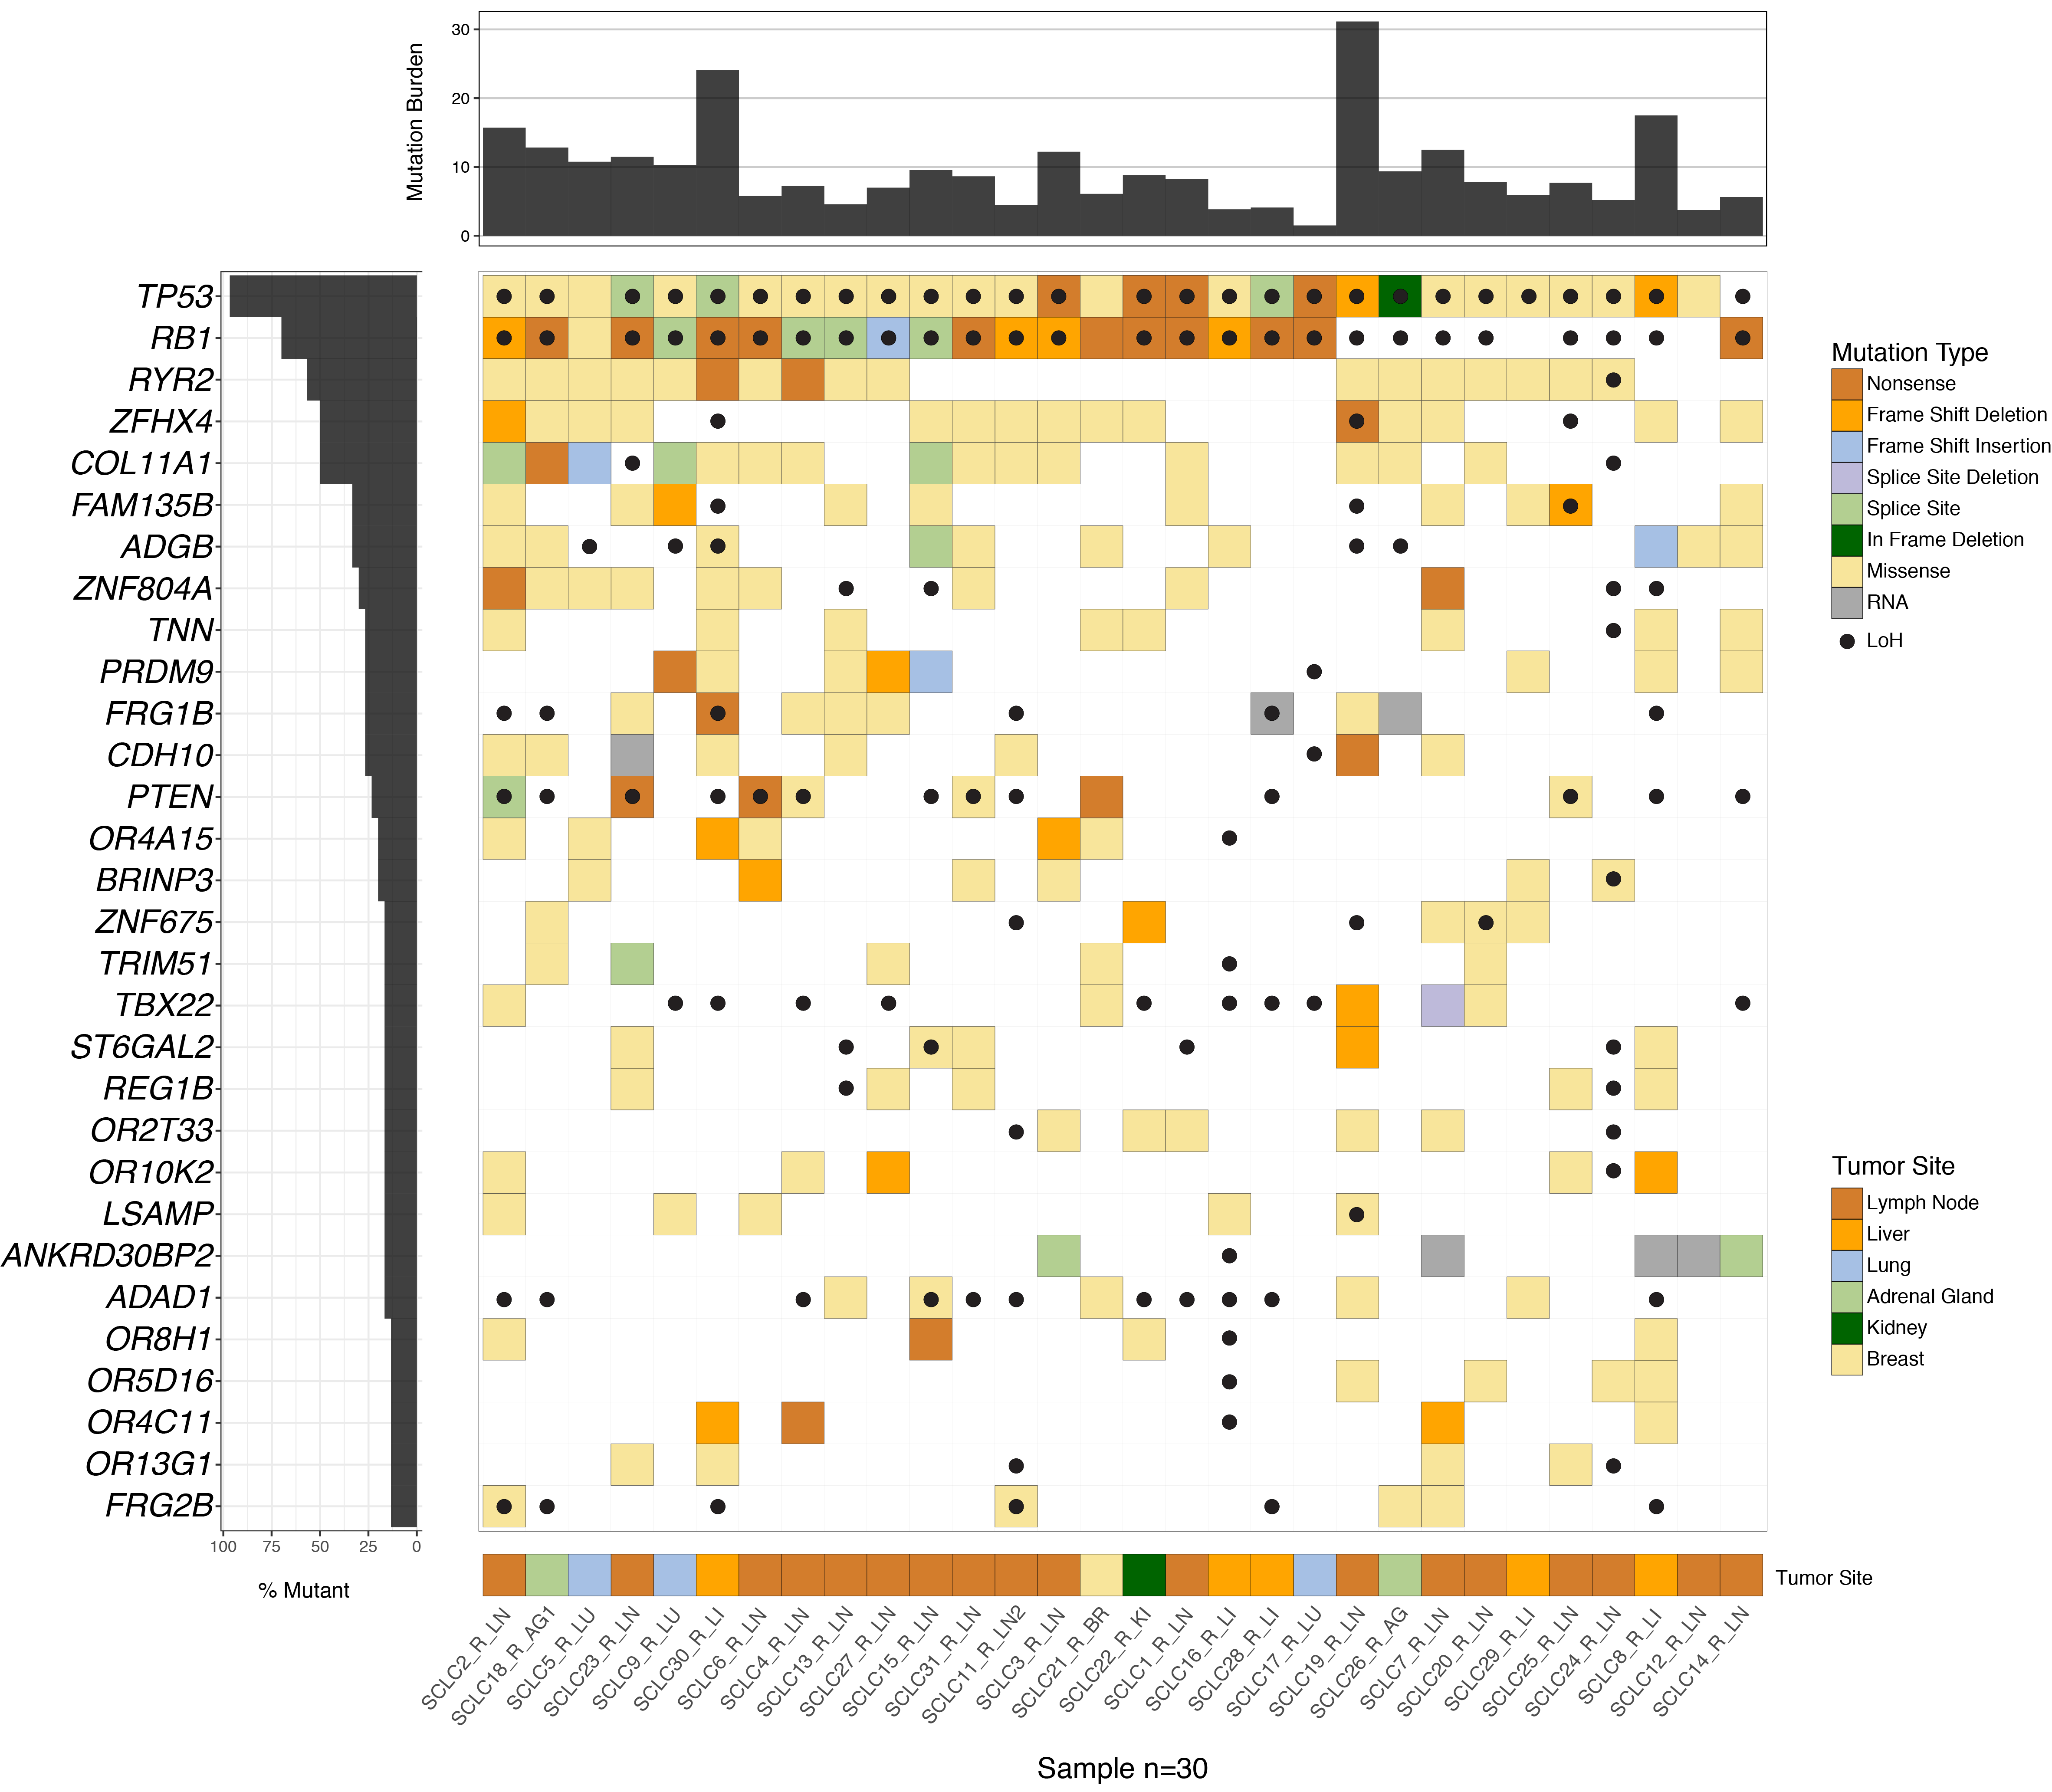 Mutation Burden
30
20
10
0
TP53
RB1
RYR2
ZFHX4
COL11A1
FAM135B
ADGB
ZNF804A
TNN
PRDM9
FRG1B
CDH10
PTEN
OR4A15
BRINP3
ZNF675
TRIM51
TBX22
ST6GAL2
REG1B
OR2T33
OR10K2
LSAMP
ANKRD30BP2
ADAD1
OR8H1
OR5D16
OR4C11
OR13G1
FRG2B
100 75 50 25 0
% Mutant
Mutation Type
Nonsense
Frame Shift Deletion
Frame Shift Insertion
Splice Site Deletion
Splice Site
In Frame Deletion
Missense
RNA
LoH
Tumor Site
Lymph Node
Liver
Lung
Adrenal Gland
Kidney
Breast
Tumor Site
SCLC2_R_LN
SCLC18_R_AG1
SCLC5_R_LU
SCLC23_R_LN
SCLC9_R_LU
SCLC30_R_LI
SCLC6_R_LN
SCLC4_R_LN
SCLC13_R_LN
SCLC27_R_LN
SCLC15_R_LN
SCLC31_R_LN
SCLC11_R_LN2
SCLC3_R_LN
SCLC21_R_BR
SCLC22_R_KI
SCLC1_R_LN
SCLC16_R_LI
SCLC28_R_LI
SCLC17_R_LU
SCLC19_R_LN
SCLC26_R_AG
SCLC7_R_LN
SCLC20_R_LN
SCLC29_R_LI
SCLC25_R_LN
SCLC24_R_LN
SCLC8_R_LI
SCLC12_R_LN
SCLC14_R_LN
Sample n=30